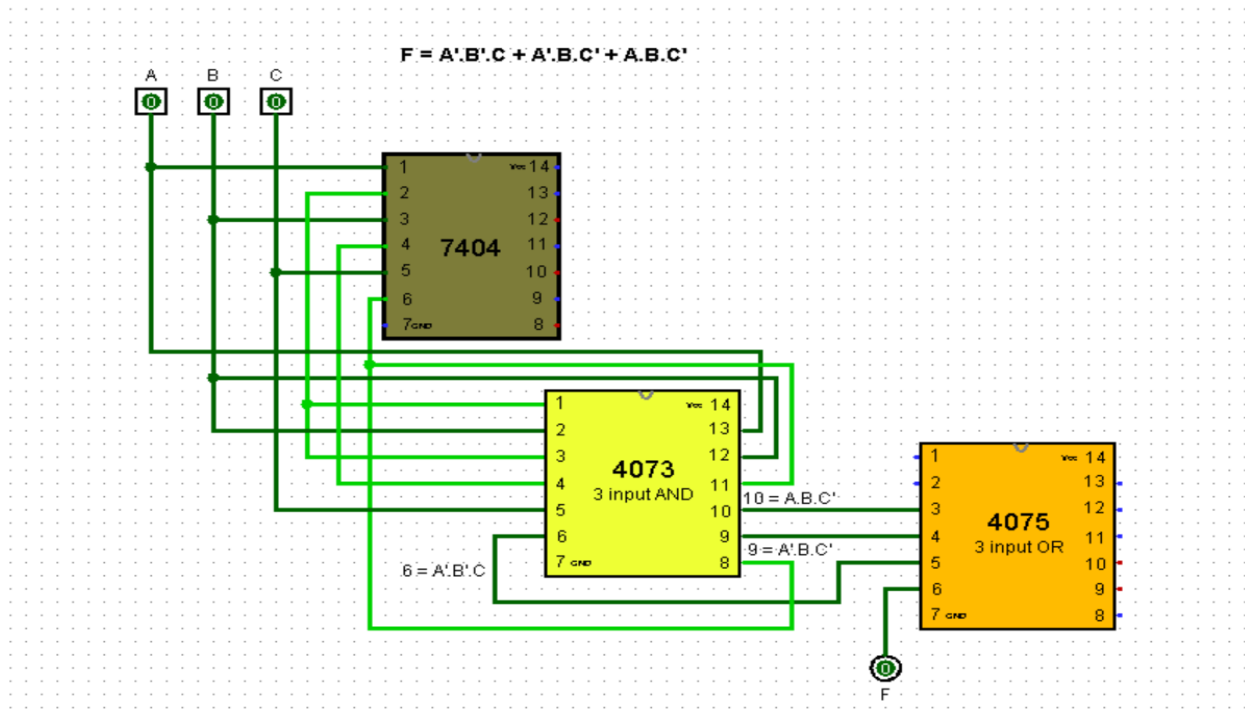 F = A'.B'.C + A'.B.C' + A.B.C'
A B C
0 0 0
1 Vcc 14
2 13
3 12
4 7404 11
5 10
6 9
7 GND 8
1 Vcc 14
2 13
3 12
4073
3 input AND
4 11
5 10
6 9
7 GND 8
10 = A.B.C'
9 = A'.B.C'
6 = A'.B'.C
1 Vcc 14
2 13
3 12
4075
3 input OR
4 11
5 10
6 9
7 GND 8
0
F